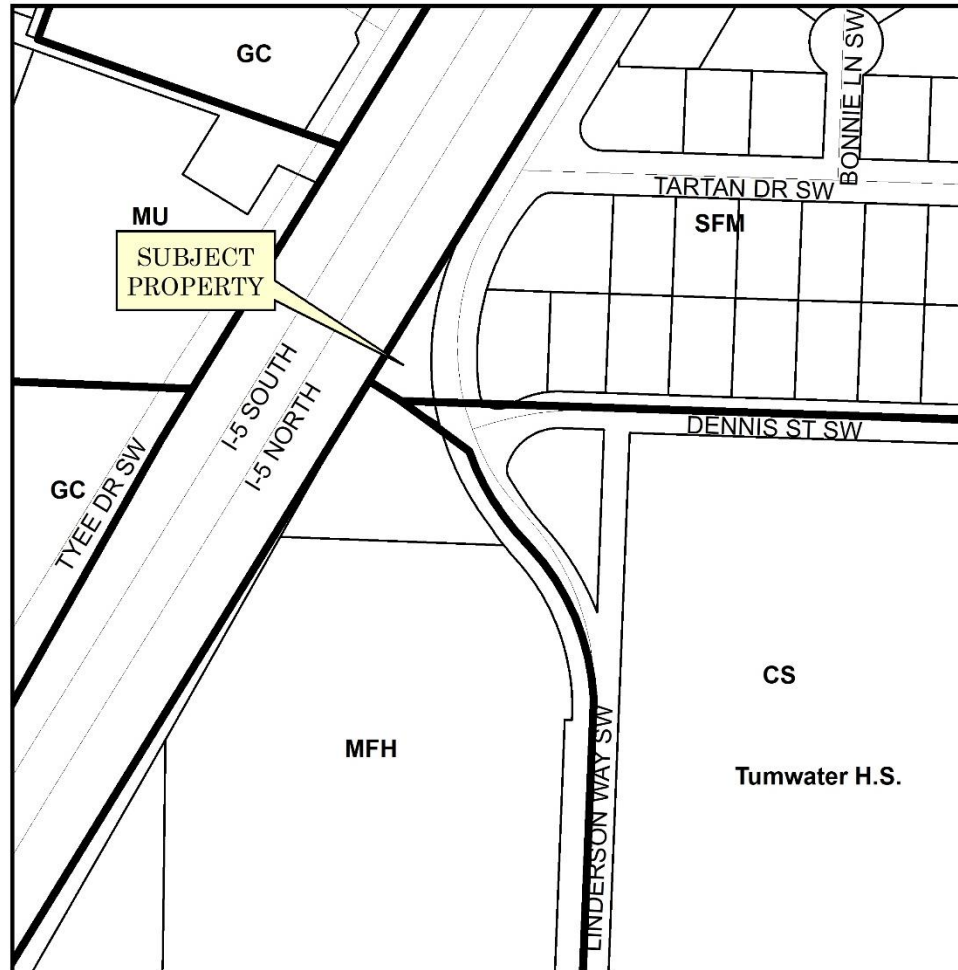 GC
BONNIE LN SW
TARTAN DR SW
MU
SFM
SUBJECT
PROPERTY
I-5 SOUTH
I-5 NORTH
DENNIS ST SW
GC
TYEE DR SW
CS
MFH
Tumwater H.S.
LINDERSON WAY SW